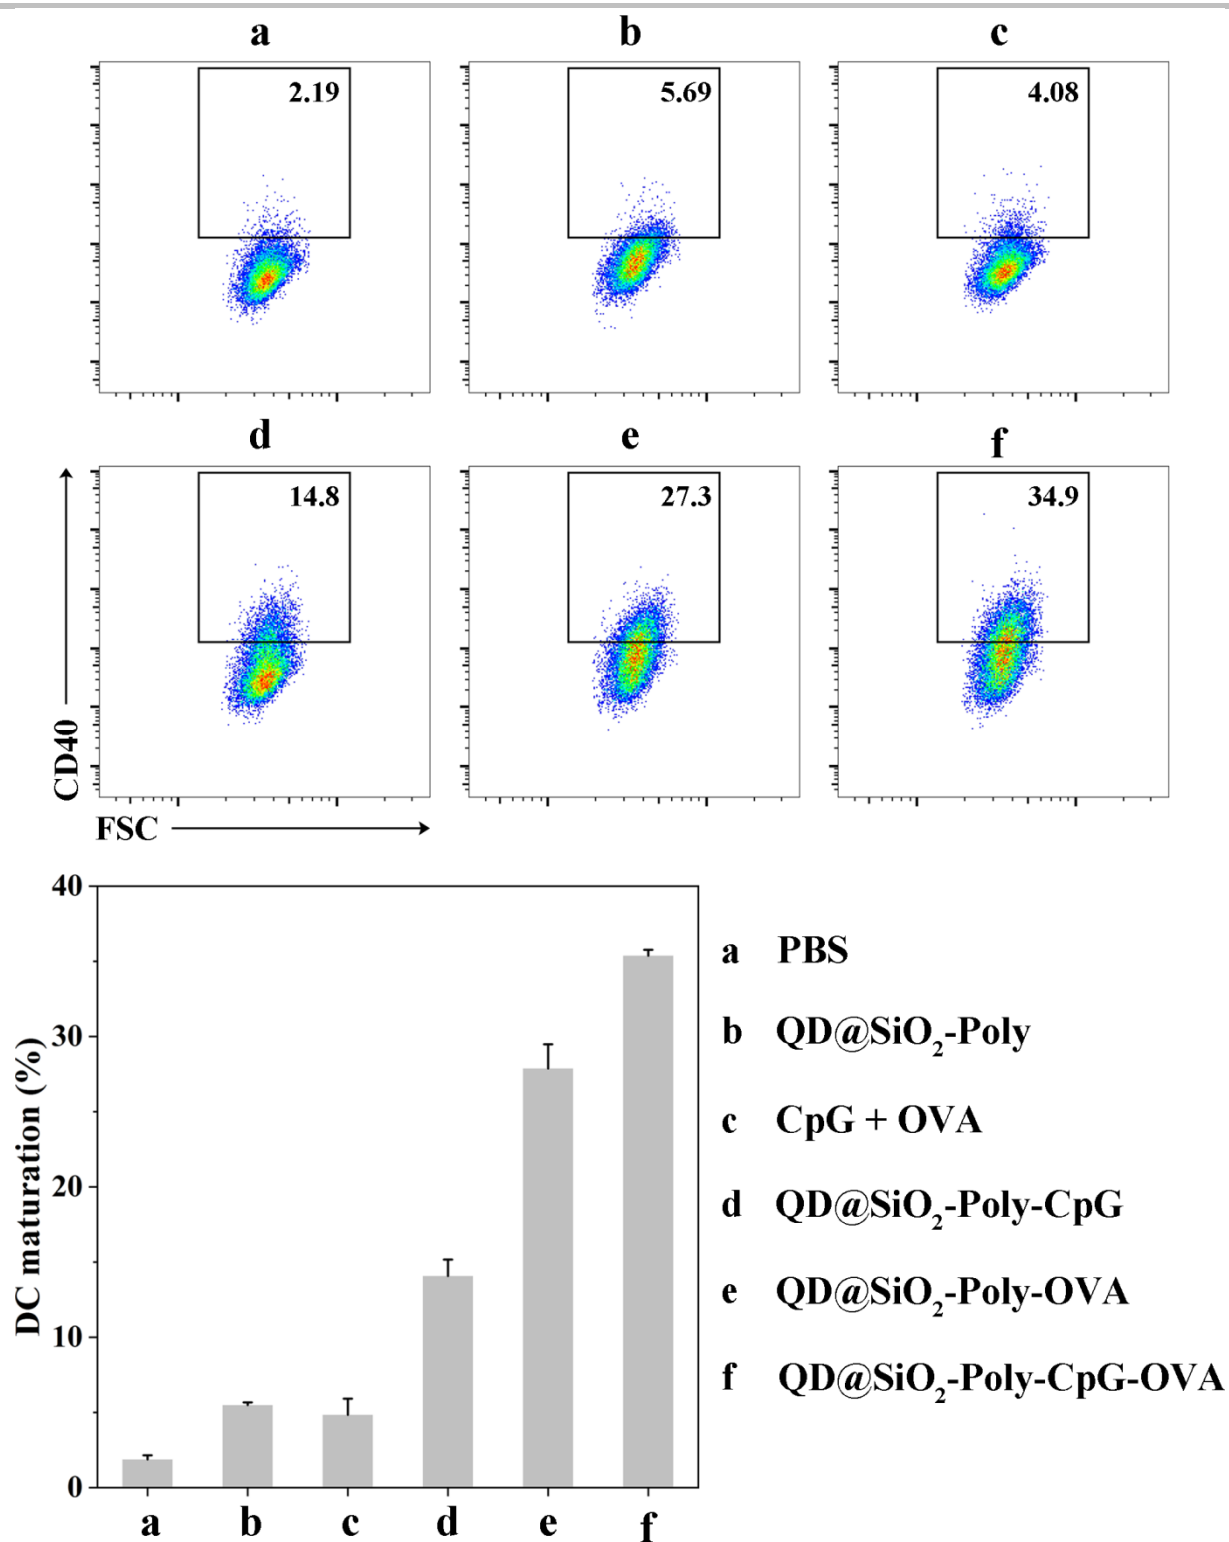 a b c
2.19 5.69 4.08
d e f
14.8 27.3 34.9
CD40
FSC
40
30
20
10
0
DC maturation (%)
a b c d e f
a PBS
b QD@SiO₂-Poly
c CpG + OVA
d QD@SiO₂-Poly-CpG
e QD@SiO₂-Poly-OVA
f QD@SiO₂-Poly-CpG-OVA